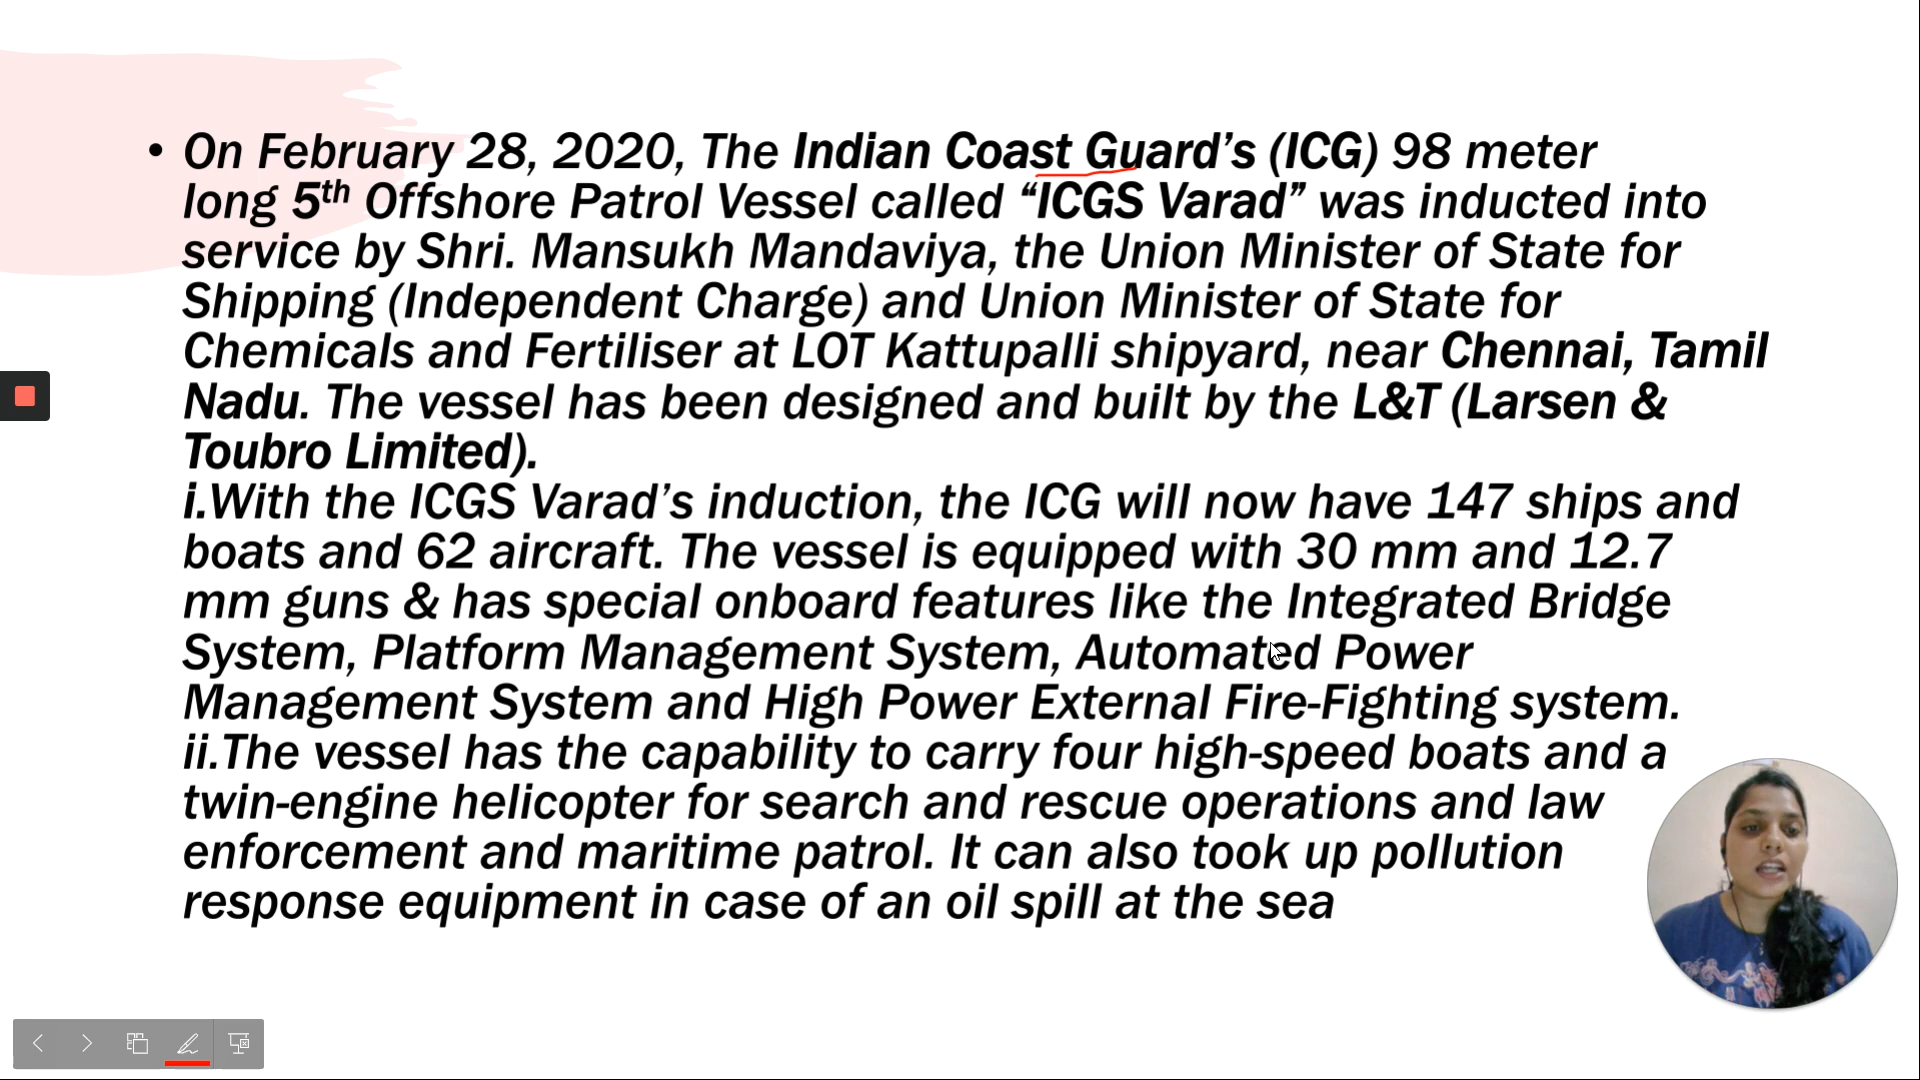 • On February 28, 2020, The Indian Coast Guard’s (ICG) 98 meter
long 5th Offshore Patrol Vessel called “ICGS Varad” was inducted into
service by Shri. Mansukh Mandaviya, the Union Minister of State for
Shipping (Independent Charge) and Union Minister of State for
Chemicals and Fertiliser at LOT Kattupalli shipyard, near Chennai, Tamil
Nadu. The vessel has been designed and built by the L&T (Larsen &
Toubro Limited).
i.With the ICGS Varad’s induction, the ICG will now have 147 ships and
boats and 62 aircraft. The vessel is equipped with 30 mm and 12.7
mm guns & has special onboard features like the Integrated Bridge
System, Platform Management System, Automated Power
Management System and High Power External Fire-Fighting system.
ii.The vessel has the capability to carry four high-speed boats and a
twin-engine helicopter for search and rescue operations and law
enforcement and maritime patrol. It can also took up pollution
response equipment in case of an oil spill at the sea